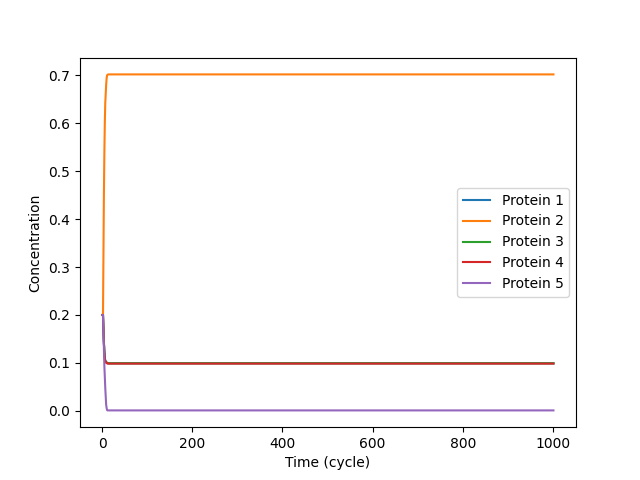 0.7
0.6
0.5
0.4
0.3
0.2
0.1
0.0
Concentration
Protein 1
Protein 2
Protein 3
Protein 4
Protein 5
0 200 400 600 800 1000
Time (cycle)